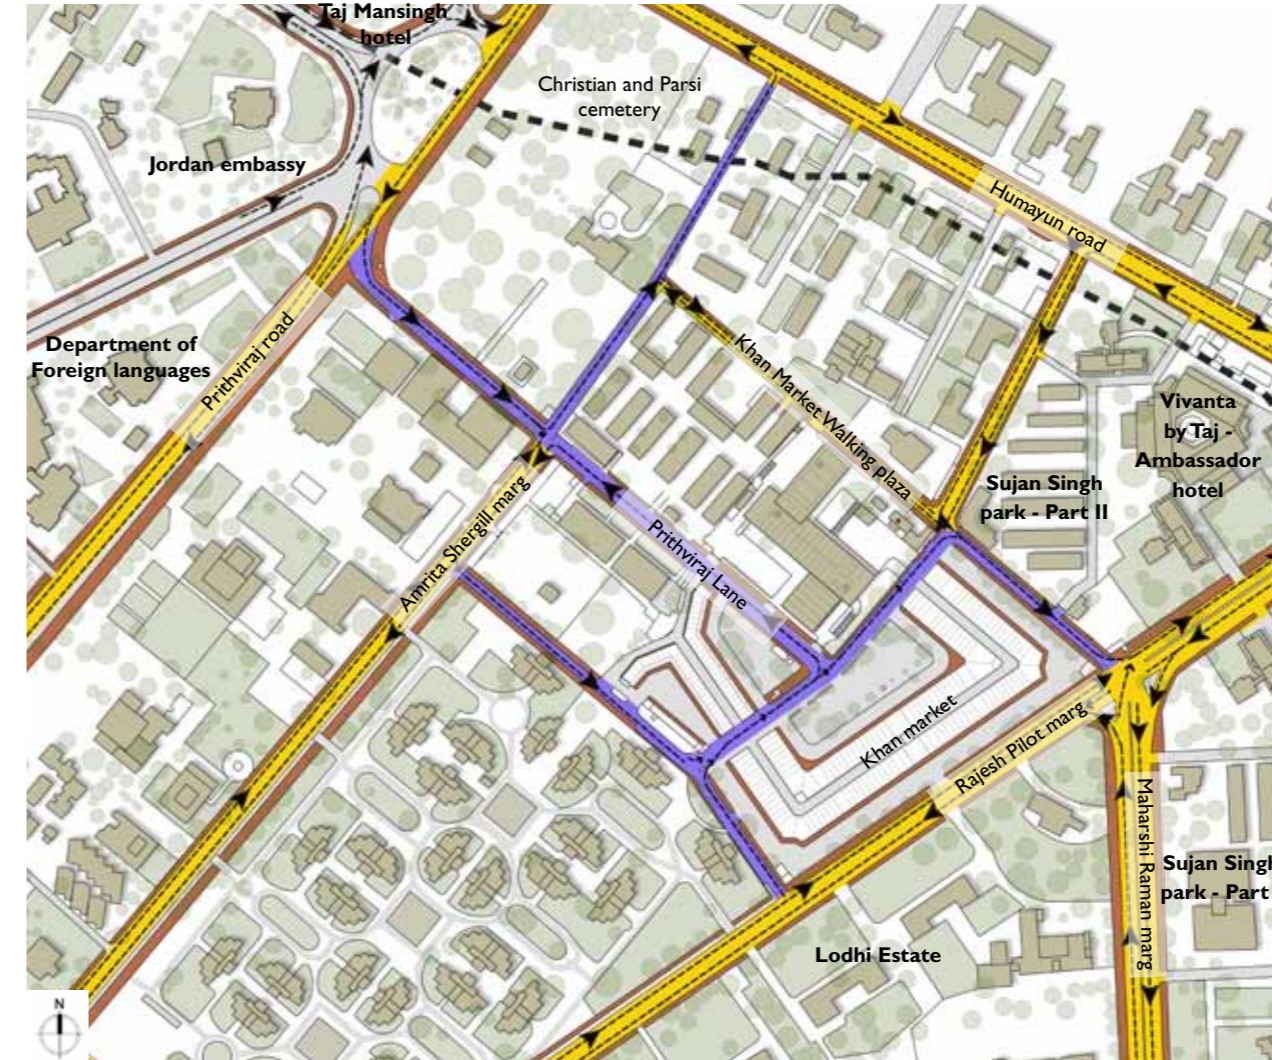 Taj Mansingh
hotel
Christian and Parsi
cemetery
Jordan embassy
Humayun road
Department of
Foreign languages
Prithviraj road
Khan Market Walking plaza
Vivanta
by Taj -
Ambassador
hotel
Sujan Singh
park - Part II
Amrita Shergill marg
Prithviraj Lane
Khan market
Rajesh Pilot marg
Maharshi Raman marg
Sujan Singh
park - Part
Lodhi Estate
N